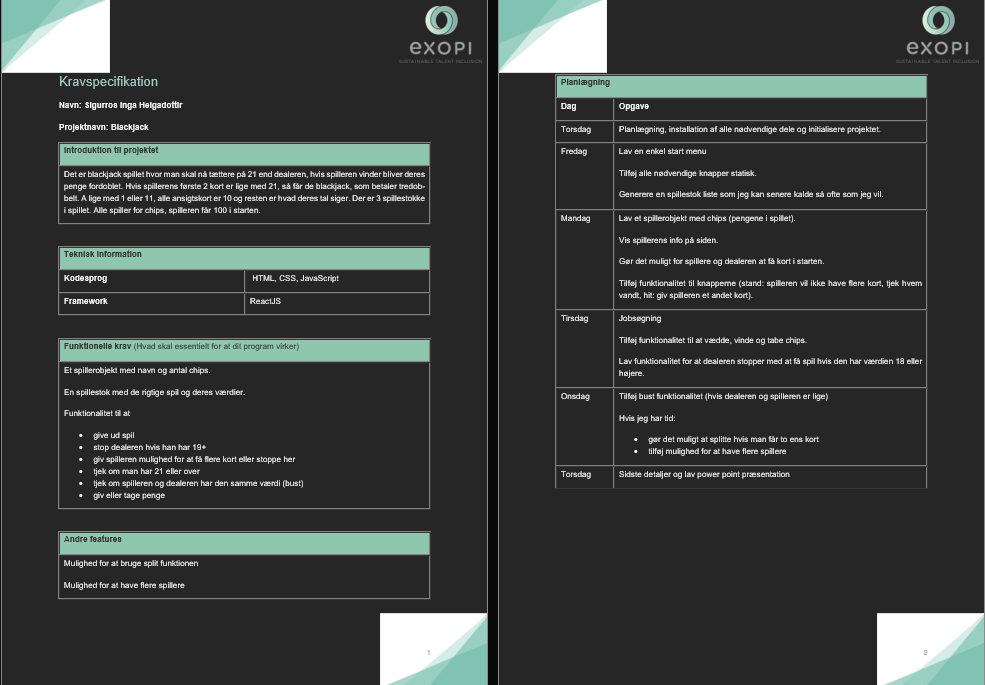 exopi
SUSTAINABLE TALENT INCLUSION
Kravspecifikation
Navn: Sigurros Inga Helgadottir
Projektnavn: Blackjack
Introduktion til projektet
Det er blackjack spillet hvor man skal nå tættere på 21 end dealeren, hvis spilleren vinder bliver deres
penge fordoblet. Hvis spillerens første 2 kort er lige med 21, så får de blackjack, som betaler tredob-
belt. A lige med 1 eller 11, alle ansigtskort er 10 og resten er hvad deres tal siger. Der er 3 spillestokke
i spillet. Alle spiller for chips, spilleren får 100 i starten.
Teknisk information
Kodesprog HTML, CSS, JavaScript
Framework ReactJS
Funktionelle krav (Hvad skal essentielt for at dit program virker)
Et spillerobjekt med navn og antal chips.
En spillestok med de rigtige spil og deres værdier.
Funktionalitet til at
• give ud spil
• stop dealeren hvis han har 19+
• giv spilleren mulighed for at få flere kort eller stoppe her
• tjek om man har 21 eller over
• tjek om spilleren og dealeren har den samme værdi (bust)
• giv eller tage penge
Andre features
Mulighed for at bruge split funktionen
Mulighed for at have flere spillere
1
exopi
SUSTAINABLE TALENT INCLUSION
Planlægning
Dag Opgave
Torsdag Planlægning, installation af alle nødvendige dele og initialisere projektet.
Fredag Lav en enkel start menu
Tilføj alle nødvendige knapper statisk.
Generere en spillestok liste som jeg kan senere kalde så ofte som jeg vil.
Mandag Lav et spillerobjekt med chips (pengene i spillet).
Vis spillerens info på siden.
Gør det muligt for spillere og dealeren at få kort i starten.
Tilføj funktionalitet til knapperne (stand: spilleren vil ikke have flere kort, tjek hvem
vandt, hit: giv spilleren et andet kort).
Tirsdag Jobsøgning
Tilføj funktionalitet til at vædde, vinde og tabe chips.
Lav funktionalitet for at dealeren stopper med at få spil hvis den har værdien 18 eller
højere.
Onsdag Tilføj bust funktionalitet (hvis dealeren og spilleren er lige)
Hvis jeg har tid:
• gør det muligt at splitte hvis man får to ens kort
• tilføj mulighed for at have flere spillere
Torsdag Sidste detaljer og lav power point præsentation
2